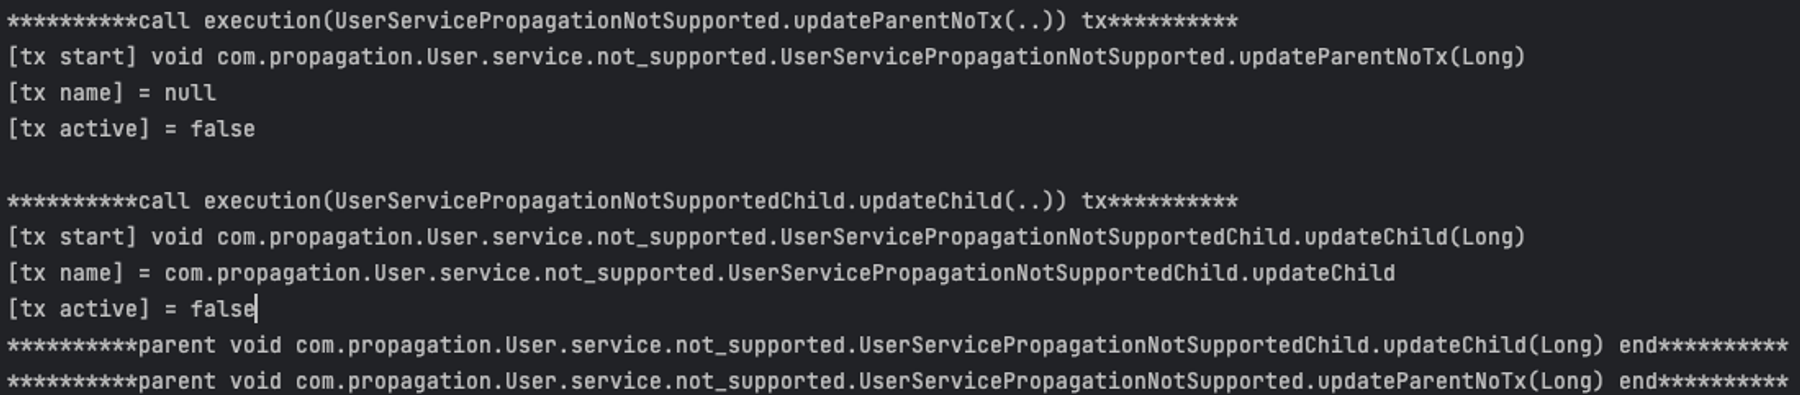 **********call execution(UserServicePropagationNotSupported.updateParentNoTx(..)) tx**********
[tx start] void com.propagation.User.service.not_supported.UserServicePropagationNotSupported.updateParentNoTx(Long)
[tx name] = null
[tx active] = false
**********call execution(UserServicePropagationNotSupportedChild.updateChild(..)) tx**********
[tx start] void com.propagation.User.service.not_supported.UserServicePropagationNotSupportedChild.updateChild(Long)
[tx name] = com.propagation.User.service.not_supported.UserServicePropagationNotSupportedChild.updateChild
[tx active] = false
**********parent void com.propagation.User.service.not_supported.UserServicePropagationNotSupportedChild.updateChild(Long) end**********
**********parent void com.propagation.User.service.not_supported.UserServicePropagationNotSupported.updateParentNoTx(Long) end**********